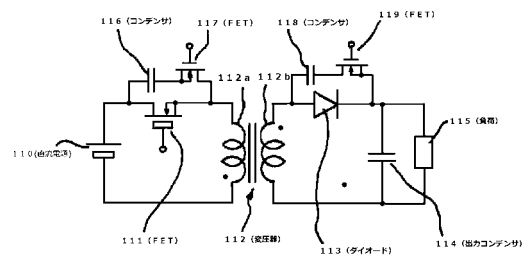 116(コンデンサ)
117(FET)
118(コンデンサ)
119(FET)
112a
112b
115(負荷)
110(直流電源)
111(FET)
112(変圧器)
113(ダイオード)
114(出力コンデンサ)